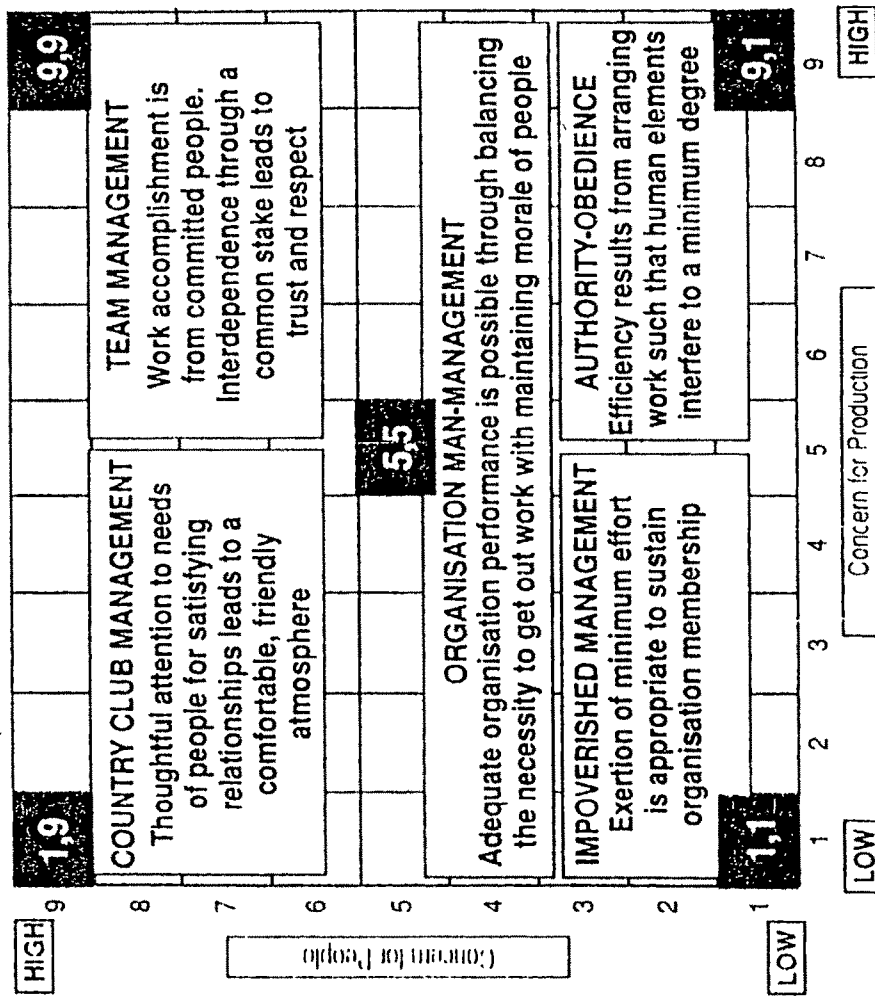 HIGH
9
8
7
6
5
4
3
2
1
LOW
Concern for People
1,9
9,9
COUNTRY CLUB MANAGEMENT
Thoughtful attention to needs
of people for satisfying
relationships leads to a
comfortable, friendly
atmosphere
TEAM MANAGEMENT
Work accomplishment is
from committed people.
Interdependence through a
common stake leads to
trust and respect
5,5
ORGANISATION MAN-MANAGEMENT
Adequate organisation performance is possible through balancing
the necessity to get out work with maintaining morale of people
IMPOVERISHED MANAGEMENT
Exertion of minimum effort
is appropriate to sustain
organisation membership
AUTHORITY-OBEDIENCE
Efficiency results from arranging
work such that human elements
interfere to a minimum degree
1,1
9,1
1 2 3 4 5 6 7 8 9
LOW
Concern for Production
HIGH